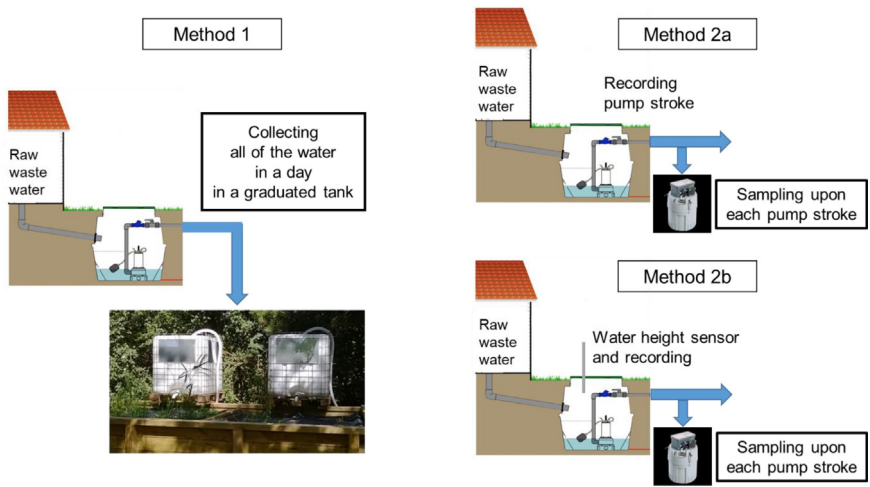 Method 1
Raw
waste
water
Collecting
all of the water
in a day
in a graduated tank
Method 2a
Raw
waste
water
Recording
pump stroke
Sampling upon
each pump stroke
Method 2b
Raw
waste
water
Water height sensor
and recording
Sampling upon
each pump stroke